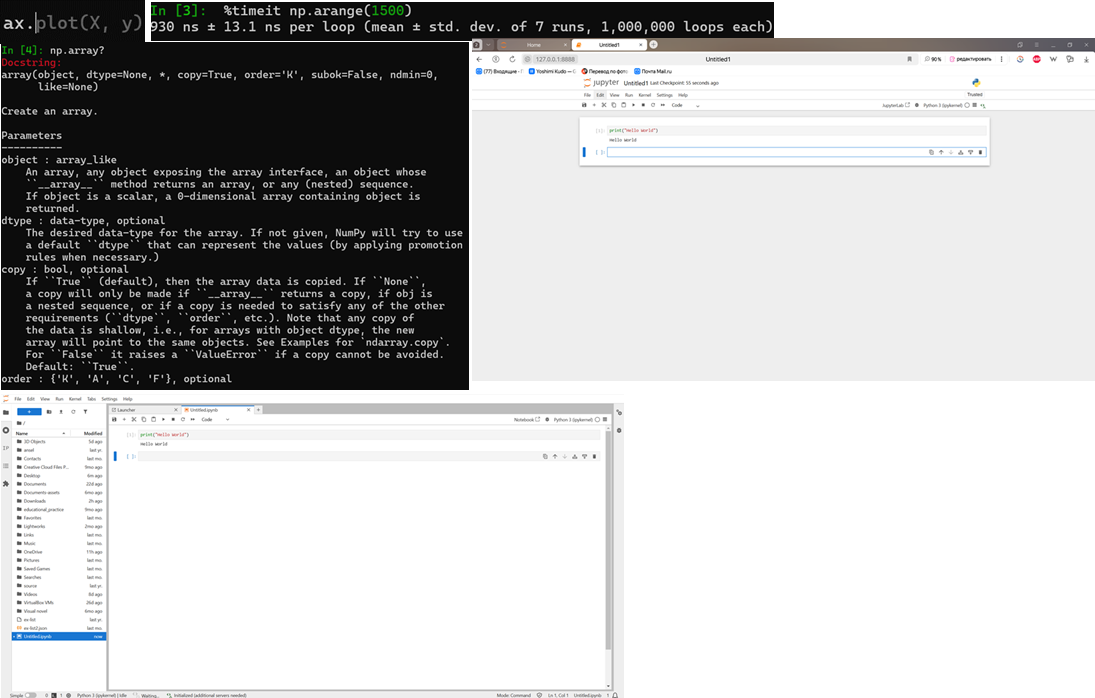 ax.plot(X, y)
In [3]: %timeit np.arange(1500)
930 ns ± 13.1 ns per loop (mean ± std. dev. of 7 runs, 1,000,000 loops each)
In [4]: np.array?
Docstring:
array(object, dtype=None, *, copy=True, order='K', subok=False, ndmin=0,
like=None)
Create an array.
Parameters
----------
object : array_like
An array, any object exposing the array interface, an object whose
``__array__`` method returns an array, or any (nested) sequence.
If object is a scalar, a 0-dimensional array containing object is
returned.
dtype : data-type, optional
The desired data-type for the array. If not given, NumPy will try to use
a default ``dtype`` that can represent the values (by applying promotion
rules when necessary.)
copy : bool, optional
If ``True`` (default), then the array data is copied. If ``None``,
a copy will only be made if ``__array__`` returns a copy, if obj is
a nested sequence, or if a copy is needed to satisfy any of the other
requirements (``dtype``, ``order``, etc.). Note that any copy of
the data is shallow, i.e., for arrays with object dtype, the new
array will point to the same objects. See Examples for `ndarray.copy`.
For ``False`` it raises a ``ValueError`` if a copy cannot be avoided.
Default: ``True``.
order : {'K', 'A', 'C', 'F'}, optional
Home Untitled1
127.0.0.1:8888 Untitled1 90% редактировать
(77) Входящие - Yoshimi Kudo — Перевод по фото Почта Mail.ru
jupyter Untitled1 Last Checkpoint: 55 seconds ago
File Edit View Run Kernel Settings Help Trusted
Code JupyterLab Python 3 (ipykernel)
[1]: print("Hello World")
Hello World
[ ]:
File Edit View Run Kernel Tabs Settings Help
Launcher Untitled.ipynb
Code Notebook Python 3 (ipykernel)
[1]: print("Hello World")
Hello World
[ ]:
/
Name Modified
3D Objects 5d ago
ansel last yr.
Contacts last mo.
Creative Cloud Files P... 9mo ago
Desktop 6m ago
Documents 22d ago
Documents-assets 6mo ago
Downloads 2h ago
educational_practice 9mo ago
Favorites last mo.
Lightworks 2mo ago
Links last mo.
Music last mo.
OneDrive 11h ago
Pictures last mo.
Saved Games last mo.
Searches last mo.
source last yr.
Videos 8d ago
VirtualBox VMs 26d ago
Visual novel 6mo ago
last yr.
last mo.
Untitled.ipynb now
Simple 0 1 Python 3 (ipykernel) | Idle Waiting... Initialized (additional servers needed) Mode: Command Ln 1, Col 1 Untitled.ipynb 1